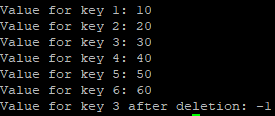 Value for key 1: 10
Value for key 2: 20
Value for key 3: 30
Value for key 4: 40
Value for key 5: 50
Value for key 6: 60
Value for key 3 after deletion: -1